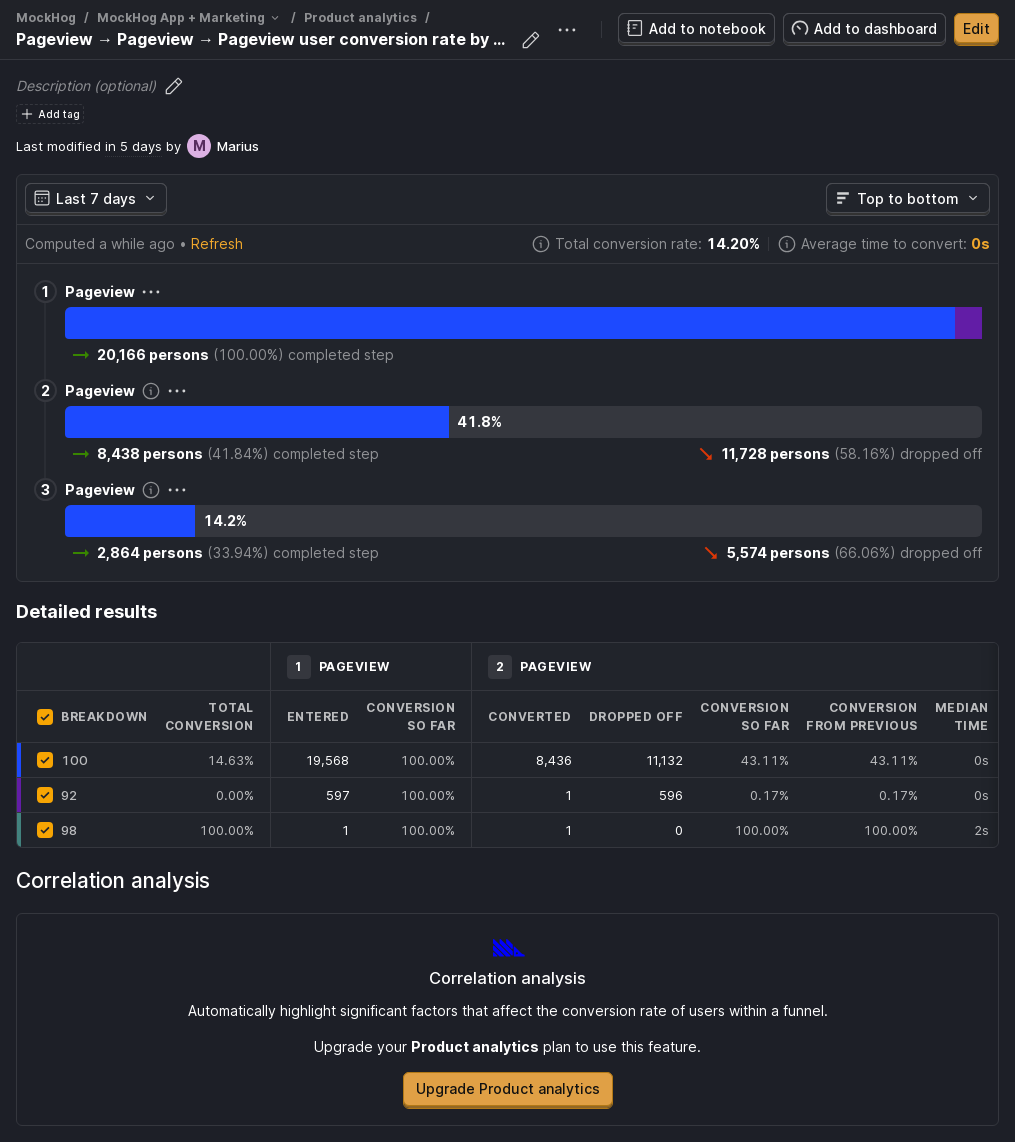 MockHog / MockHog App + Marketing / Product analytics /
Pageview → Pageview → Pageview user conversion rate by ...
Add to notebook
Add to dashboard
Edit
Description (optional)
Add tag
Last modified in 5 days by M Marius
Last 7 days
Top to bottom
Computed a while ago • Refresh
Total conversion rate: 14.20%
Average time to convert: 0s
1 Pageview
20,166 persons (100.00%) completed step
2 Pageview
41.8%
8,438 persons (41.84%) completed step
11,728 persons (58.16%) dropped off
3 Pageview
14.2%
2,864 persons (33.94%) completed step
5,574 persons (66.06%) dropped off
Detailed results
1 PAGEVIEW 2 PAGEVIEW
BREAKDOWN TOTAL CONVERSION ENTERED CONVERSION SO FAR CONVERTED DROPPED OFF CONVERSION SO FAR CONVERSION FROM PREVIOUS MEDIAN TIME
100 14.63% 19,568 100.00% 8,436 11,132 43.11% 43.11% 0s
92 0.00% 597 100.00% 1 596 0.17% 0.17% 0s
98 100.00% 1 100.00% 1 0 100.00% 100.00% 2s
Correlation analysis
Correlation analysis
Automatically highlight significant factors that affect the conversion rate of users within a funnel.
Upgrade your Product analytics plan to use this feature.
Upgrade Product analytics